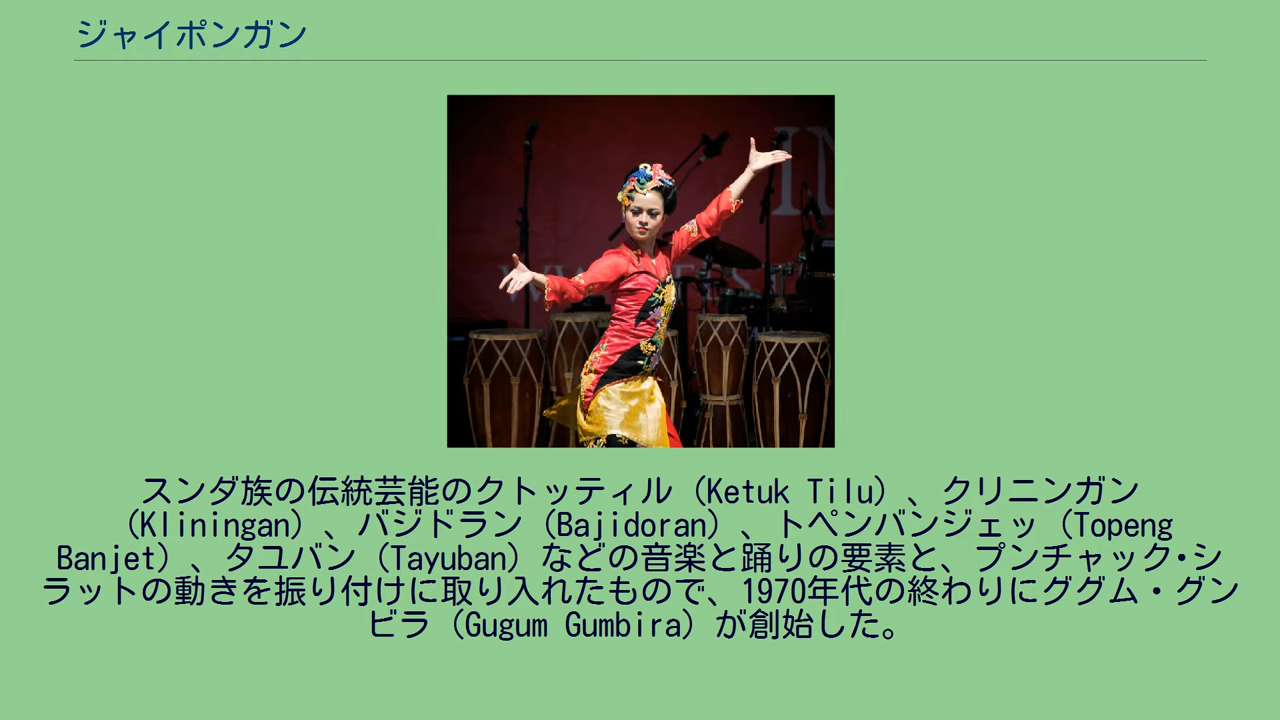 ジャイポンガン
スンダ族の伝統芸能のクトッティル（Ketuk Tilu）、クリニンガン
（Kliningan）、バジドラン（Bajidoran）、トペンバンジェッ（Topeng
Banjet）、タユバン（Tayuban）などの音楽と踊りの要素と、プンチャック･シ
ラットの動きを振り付けに取り入れたもので、1970年代の終わりにググム・グン
ビラ（Gugum Gumbira）が創始した。